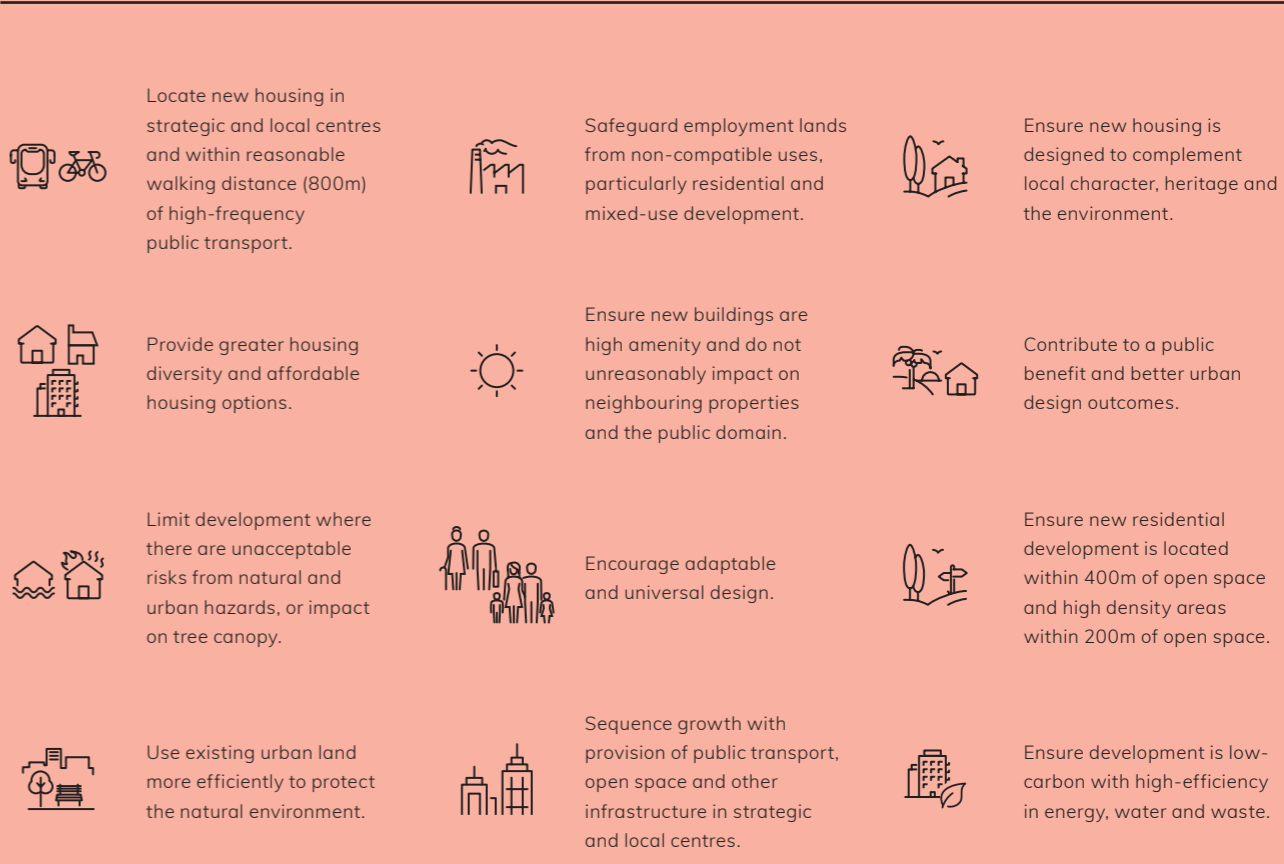 Locate new housing in
strategic and local centres
and within reasonable
walking distance (800m)
of high-frequency
public transport.
Safeguard employment lands
from non-compatible uses,
particularly residential and
mixed-use development.
Ensure new housing is
designed to complement
local character, heritage and
the environment.
Provide greater housing
diversity and affordable
housing options.
Ensure new buildings are
high amenity and do not
unreasonably impact on
neighbouring properties
and the public domain.
Contribute to a public
benefit and better urban
design outcomes.
Limit development where
there are unacceptable
risks from natural and
urban hazards, or impact
on tree canopy.
Encourage adaptable
and universal design.
Ensure new residential
development is located
within 400m of open space
and high density areas
within 200m of open space.
Use existing urban land
more efficiently to protect
the natural environment.
Sequence growth with
provision of public transport,
open space and other
infrastructure in strategic
and local centres.
Ensure development is low-
carbon with high-efficiency
in energy, water and waste.